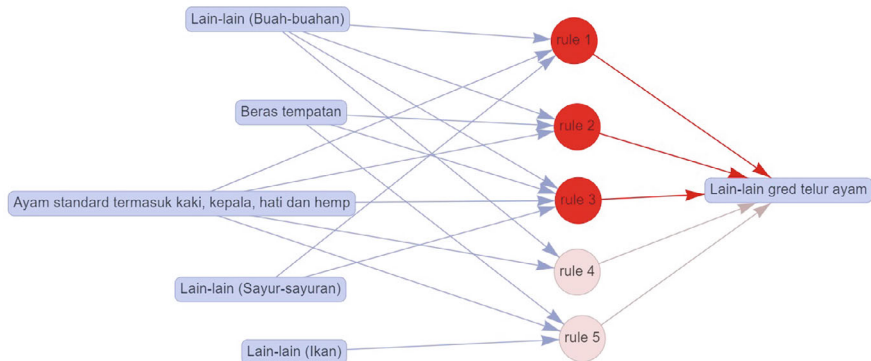 Lain-lain (Buah-buahan)
rule 1
Beras tempatan
rule 2
Ayam standard termasuk kaki, kepala, hati dan hemp
rule 3
Lain-lain gred telur ayam
rule 4
Lain-lain (Sayur-sayuran)
rule 5
Lain-lain (Ikan)